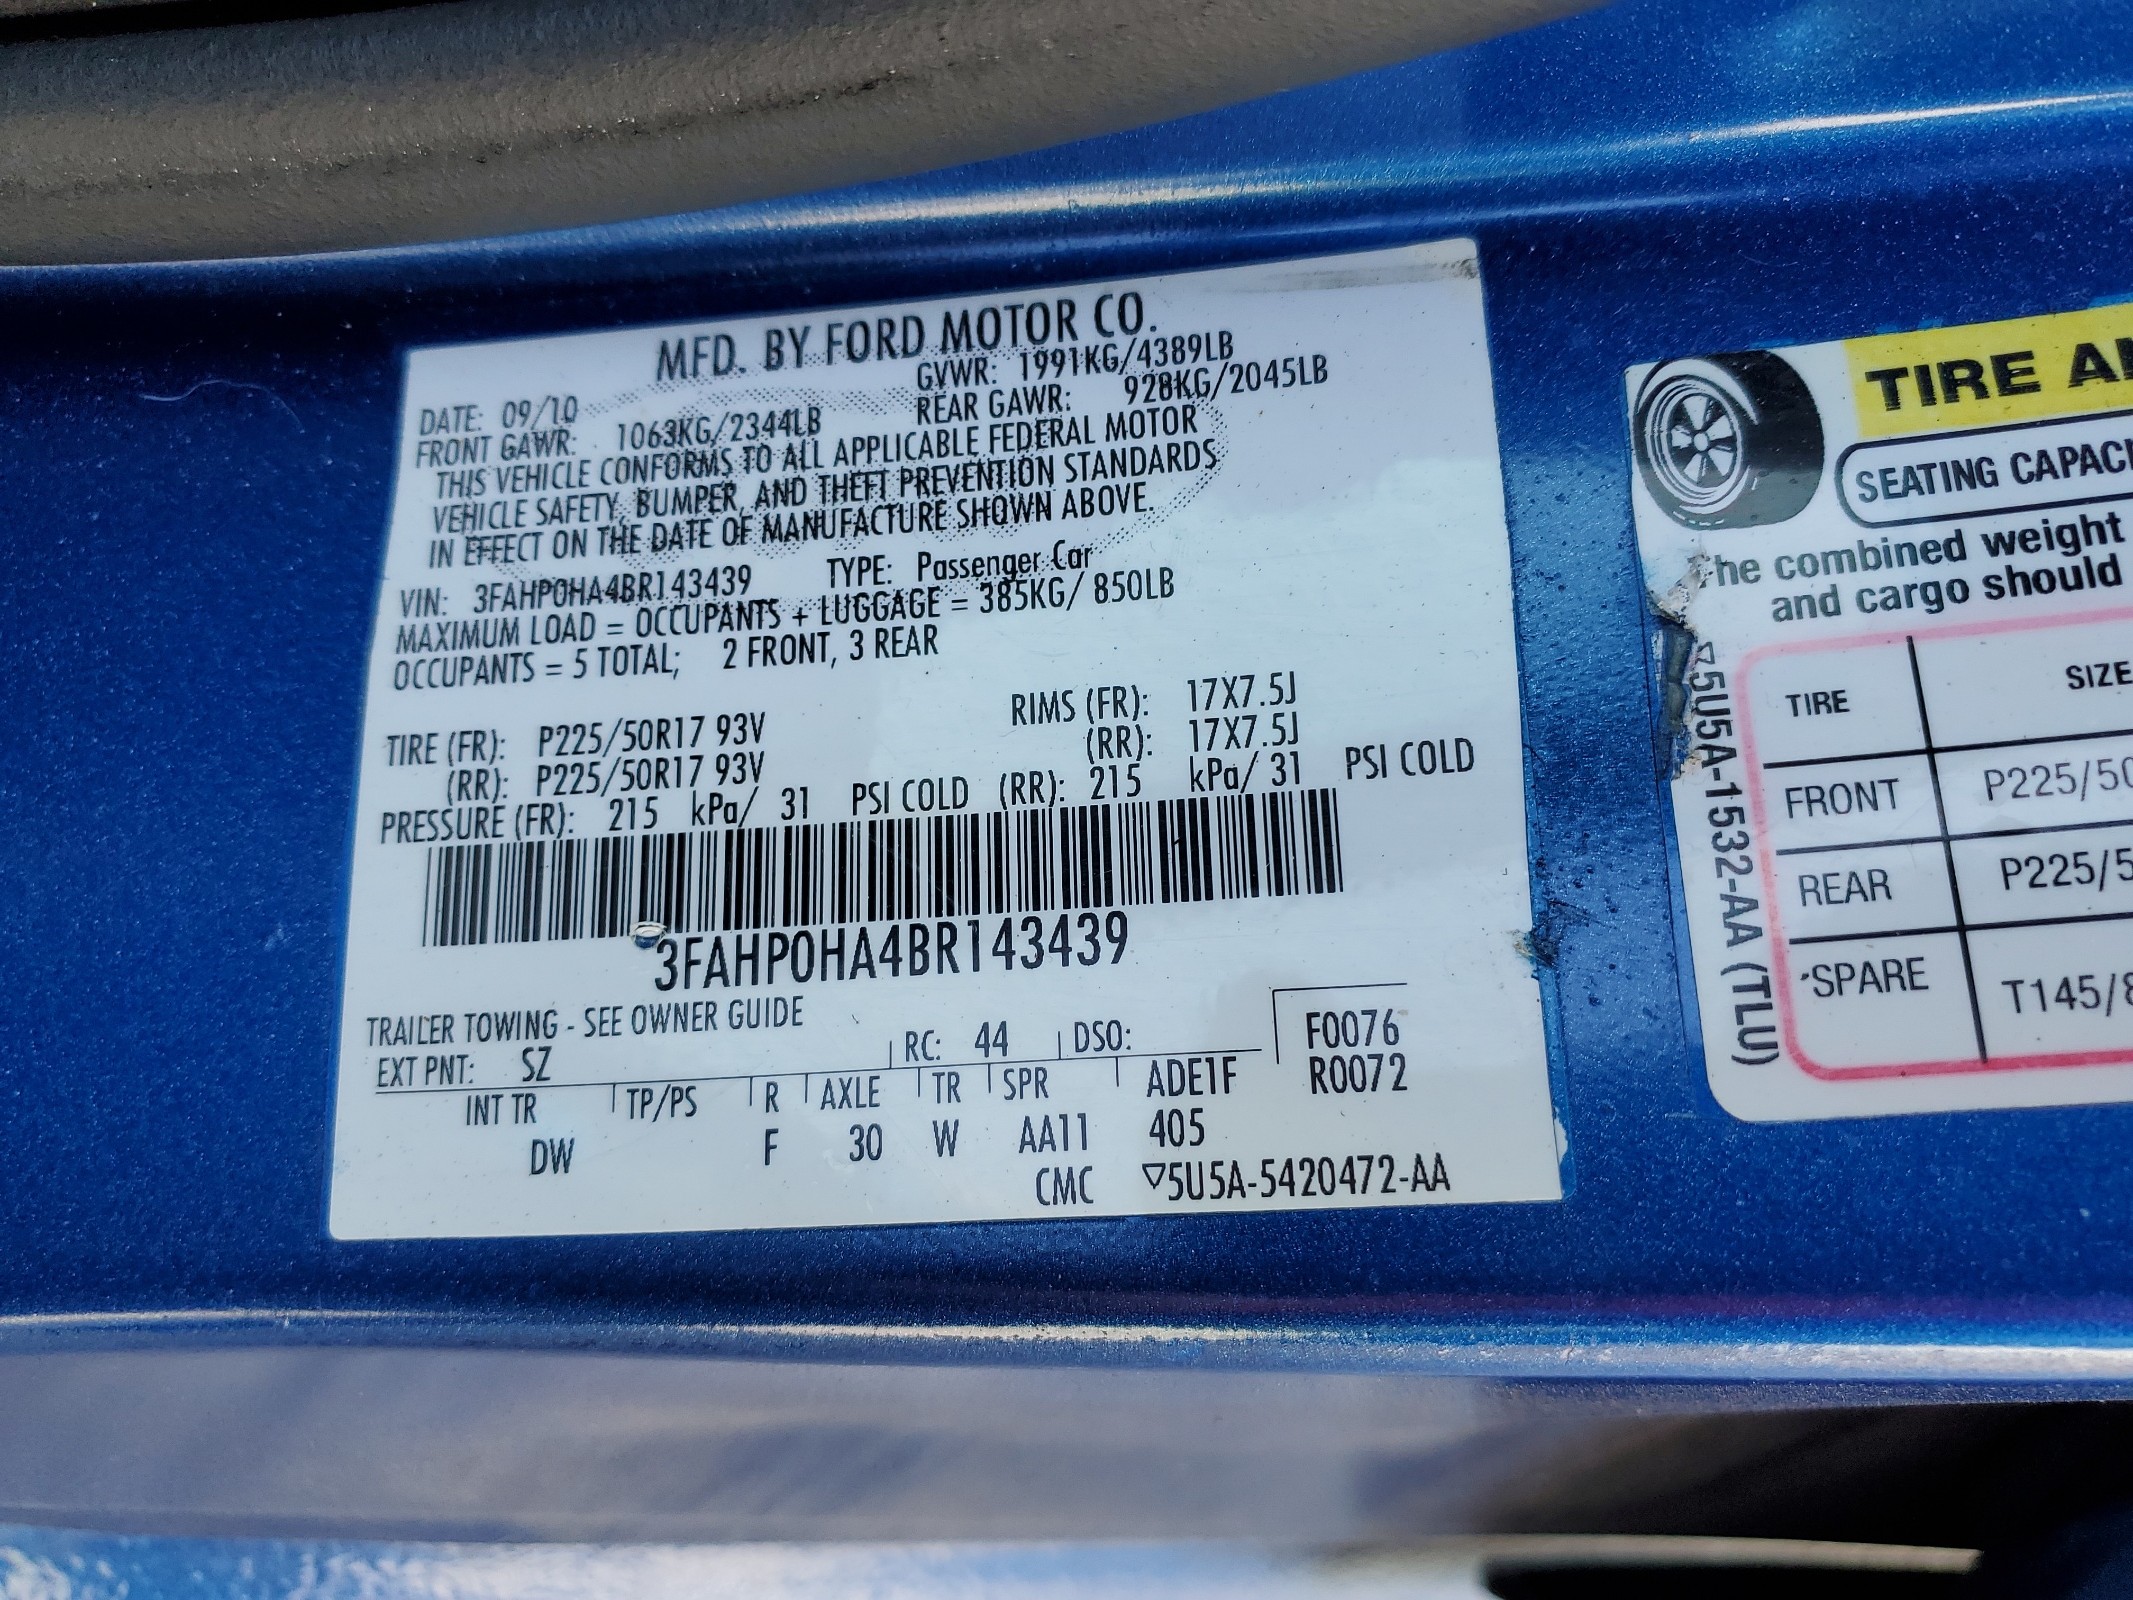 MFD. BY FORD MOTOR CO.
DATE: 09/10 GVWR: 1991KG/4389LB
FRONT GAWR: 1063KG/2344LB REAR GAWR: 928KG/2045LB
THIS VEHICLE CONFORMS TO ALL APPLICABLE FEDERAL MOTOR
VEHICLE SAFETY, BUMPER, AND THEFT PREVENTION STANDARDS
IN EFFECT ON THE DATE OF MANUFACTURE SHOWN ABOVE.
VIN: 3FAHP0HA4BR143439 TYPE: Passenger Car
MAXIMUM LOAD = OCCUPANTS + LUGGAGE = 385KG/ 850LB
OCCUPANTS = 5 TOTAL; 2 FRONT, 3 REAR
TIRE (FR): P225/50R17 93V RIMS (FR): 17X7.5J
(RR): P225/50R17 93V (RR): 17X7.5J
PRESSURE (FR): 215 kPa/ 31 PSI COLD (RR): 215 kPa/ 31 PSI COLD
3FAHP0HA4BR143439
TRAILER TOWING - SEE OWNER GUIDE
EXT PNT: SZ RC: 44 DSO: F0076
R0072
INT TR TP/PS R AXLE TR SPR ADE1F
DW F 30 W AA11 405
CMC ▽5U5A-5420472-AA
TIRE A
SEATING CAPACI
he combined weight
and cargo should
TIRE SIZE
FRONT P225/50
REAR P225/5
SPARE T145/8
▽5U5A-1532-AA (TLU)